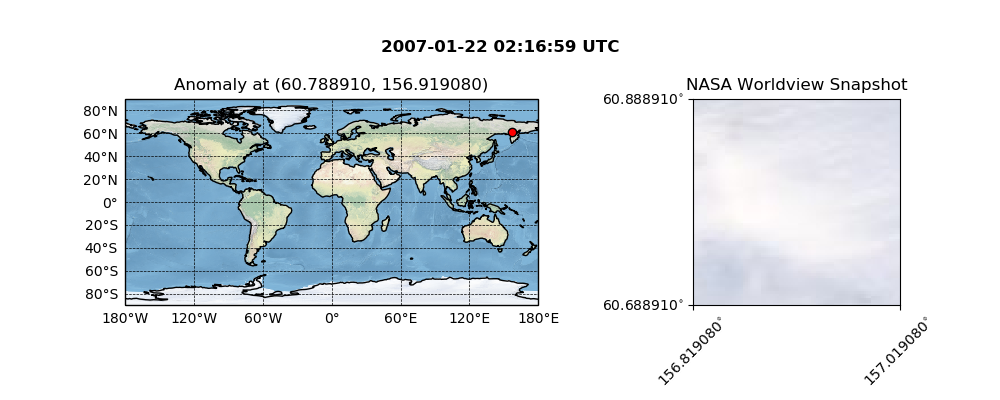 2007-01-22 02:16:59 UTC
Anomaly at (60.788910, 156.919080)
80°N
60°N
40°N
20°N
0°
20°S
40°S
60°S
80°S
180°W 120°W 60°W 0° 60°E 120°E 180°E
NASA Worldview Snapshot
60.888910°
60.688910°
156.819080°
157.019080°